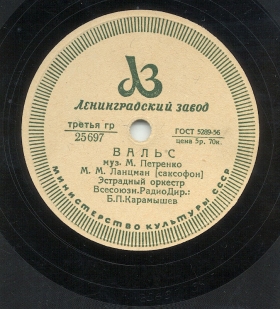 ЛЗ
Ленинградский завод
третья гр
25697
ГОСТ 5289-56
цена 5р. 70к.
ВАЛЬС
муз. М. Петренко
М. М. Ланцман [саксофон]
Эстрадный оркестр
Всесоюзн.РадиоДир.:
Б.П.Карамышев
МИНИСТЕРСТВО КУЛЬТУРЫ СССР